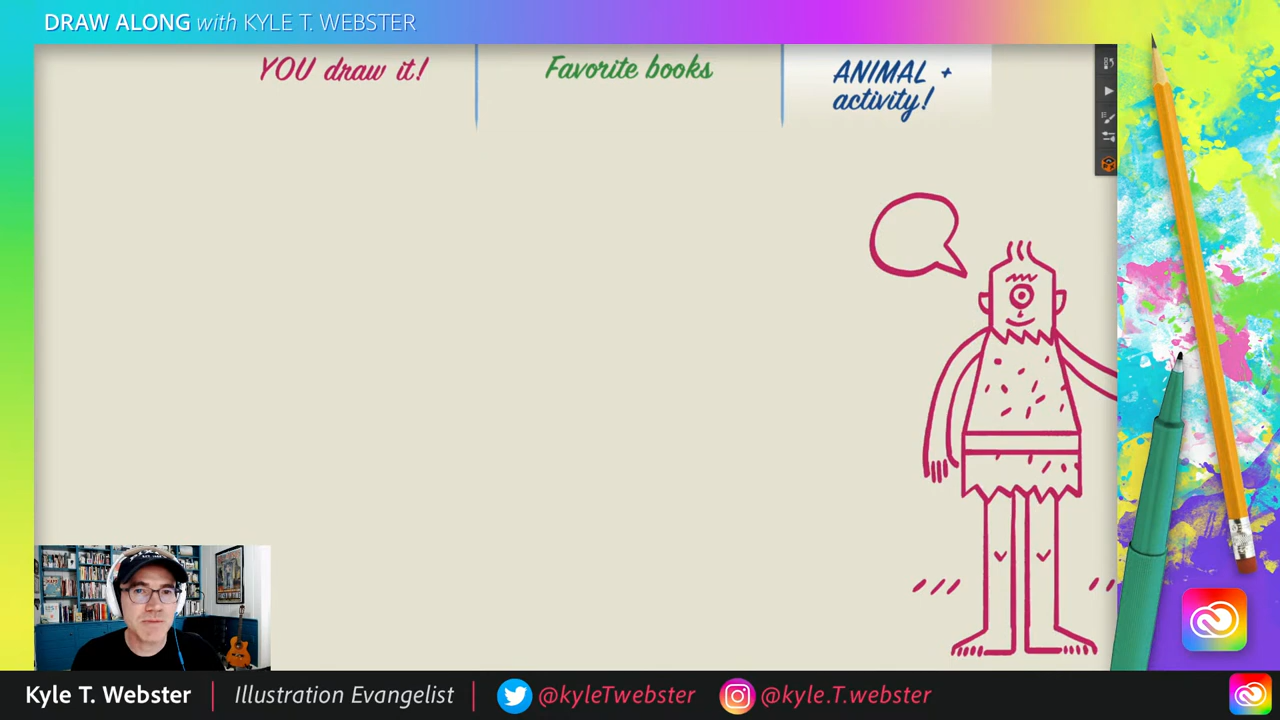 DRAW ALONG with KYLE T. WEBSTER
YOU draw it!
Favorite books
ANIMAL +
activity!
Kyle T. Webster | Illustration Evangelist | @kyleTwebster @kyle.T.webster